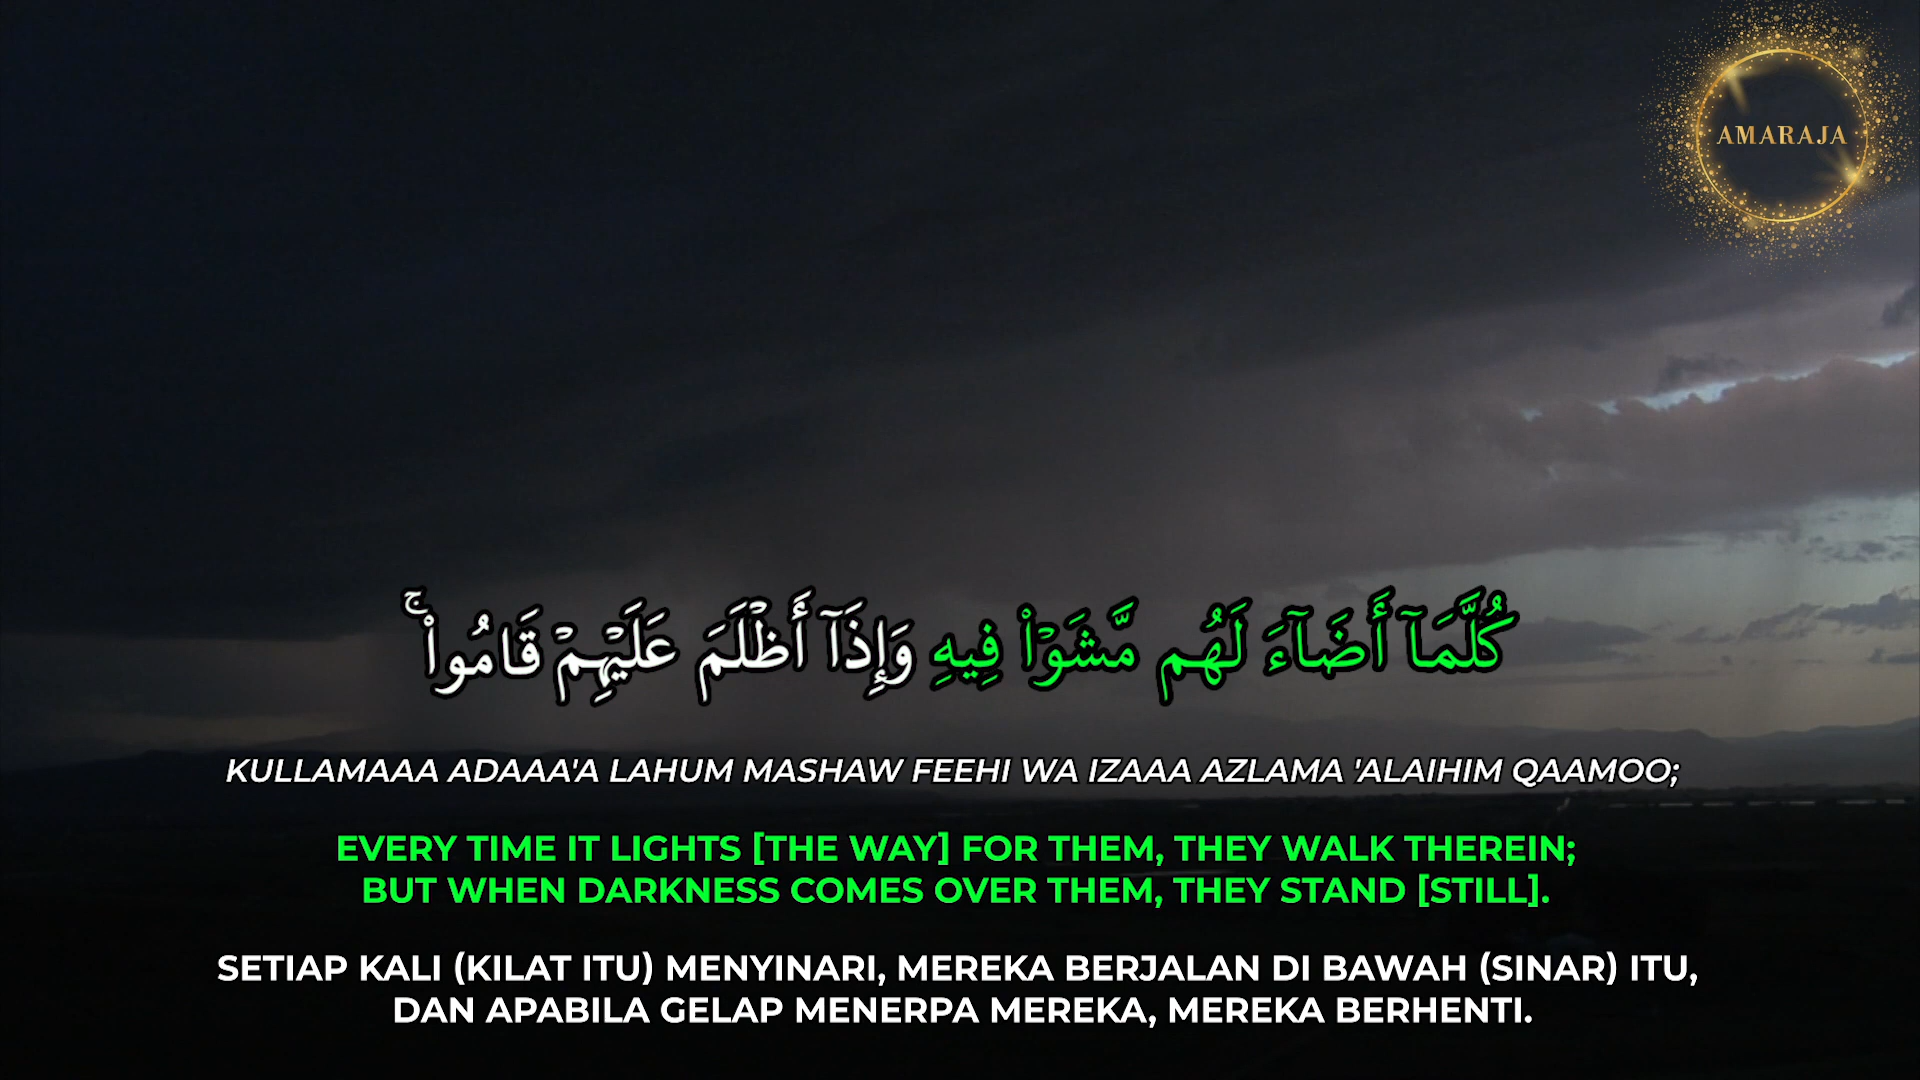 AMARAJA
كُلَّمَآ أَضَآءَ لَهُم مَّشَوْا۟ فِيهِ وَإِذَآ أَظْلَمَ عَلَيْهِمْ قَامُوا۟ ۚ
KULLAMAAA ADAAA'A LAHUM MASHAW FEEHI WA IZAAA AZLAMA 'ALAIHIM QAAMOO;
EVERY TIME IT LIGHTS [THE WAY] FOR THEM, THEY WALK THEREIN;
BUT WHEN DARKNESS COMES OVER THEM, THEY STAND [STILL].
SETIAP KALI (KILAT ITU) MENYINARI, MEREKA BERJALAN DI BAWAH (SINAR) ITU,
DAN APABILA GELAP MENERPA MEREKA, MEREKA BERHENTI.